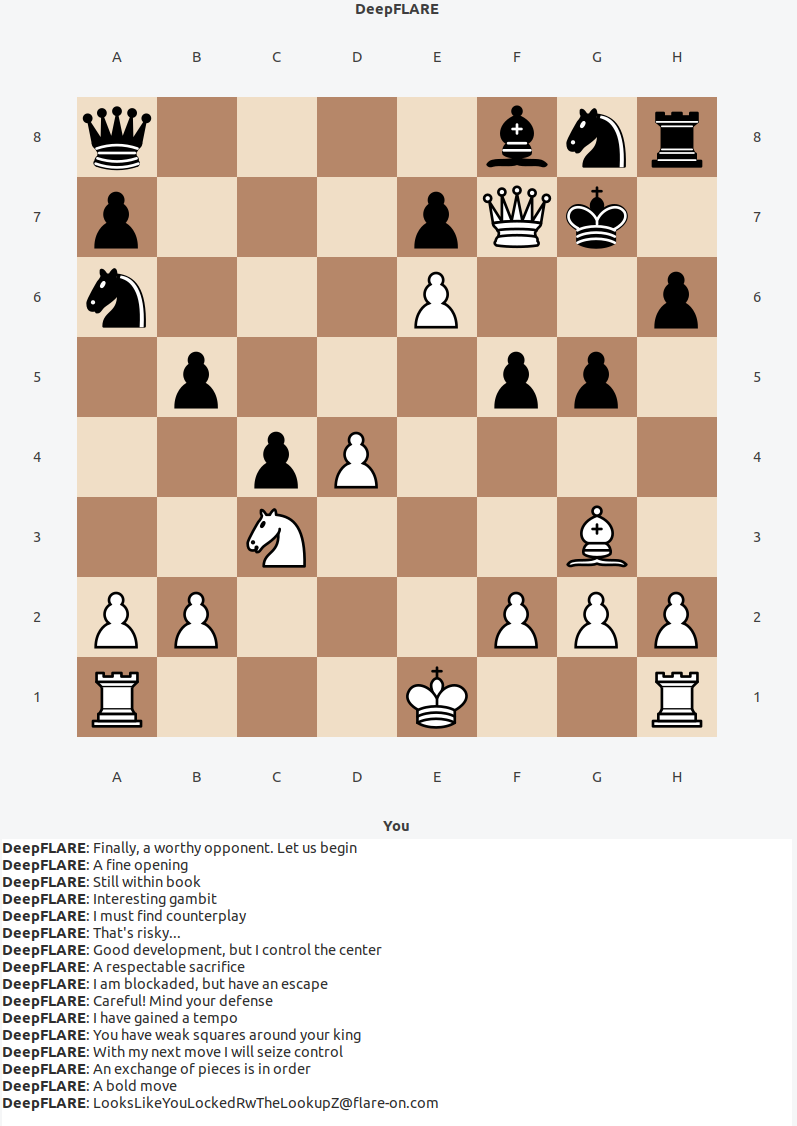 DeepFLARE
A B C D E F G H
8 8
7 7
6 6
5 5
4 4
3 3
2 2
1 1
A B C D E F G H
You
DeepFLARE: Finally, a worthy opponent. Let us begin
DeepFLARE: A fine opening
DeepFLARE: Still within book
DeepFLARE: Interesting gambit
DeepFLARE: I must find counterplay
DeepFLARE: That's risky...
DeepFLARE: Good development, but I control the center
DeepFLARE: A respectable sacrifice
DeepFLARE: I am blockaded, but have an escape
DeepFLARE: Careful! Mind your defense
DeepFLARE: I have gained a tempo
DeepFLARE: You have weak squares around your king
DeepFLARE: With my next move I will seize control
DeepFLARE: An exchange of pieces is in order
DeepFLARE: A bold move
DeepFLARE: LooksLikeYouLockedRwTheLookupZ@flare-on.com